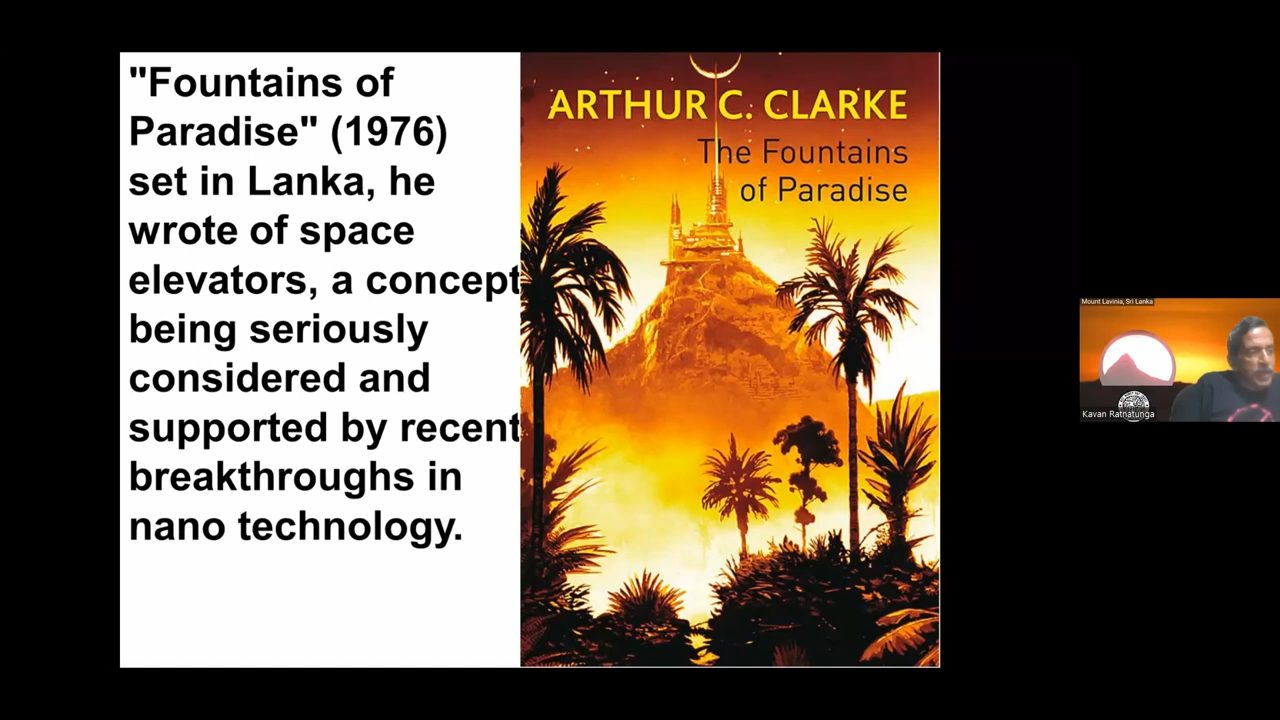 "Fountains of
Paradise" (1976)
set in Lanka, he
wrote of space
elevators, a concept
being seriously
considered and
supported by recent
breakthroughs in
nano technology.
ARTHUR C. CLARKE
The Fountains
of Paradise
Mount Lavinia, Sri Lanka
Kavan Ratnatunga